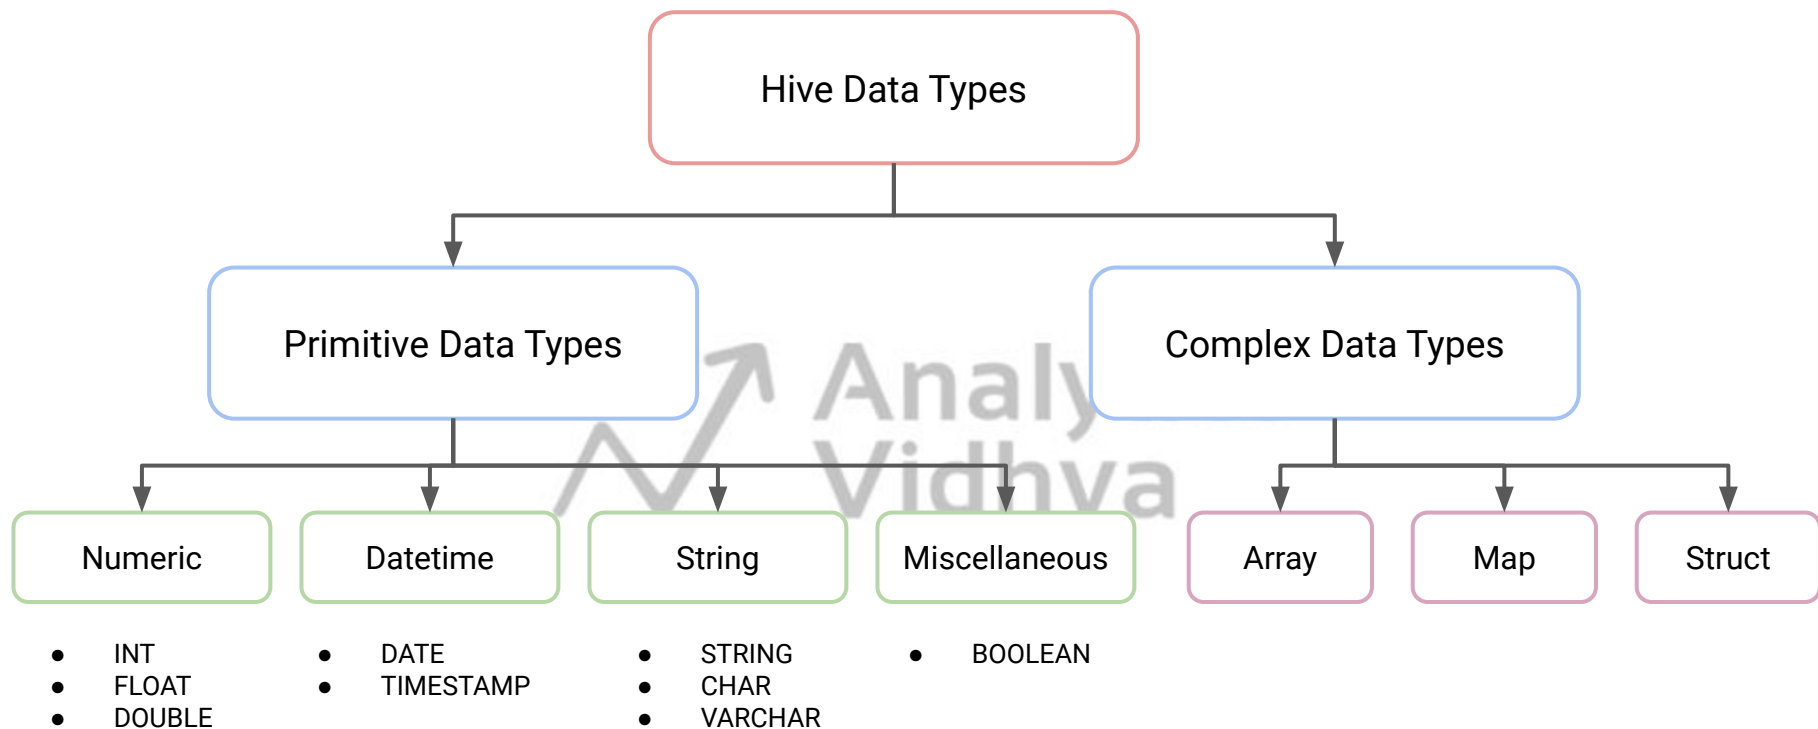 Hive Data Types
Primitive Data Types
Complex Data Types
Analy
Vidhya
Numeric
Datetime
String
Miscellaneous
Array
Map
Struct
INT
FLOAT
DOUBLE
DATE
TIMESTAMP
STRING
CHAR
VARCHAR
BOOLEAN